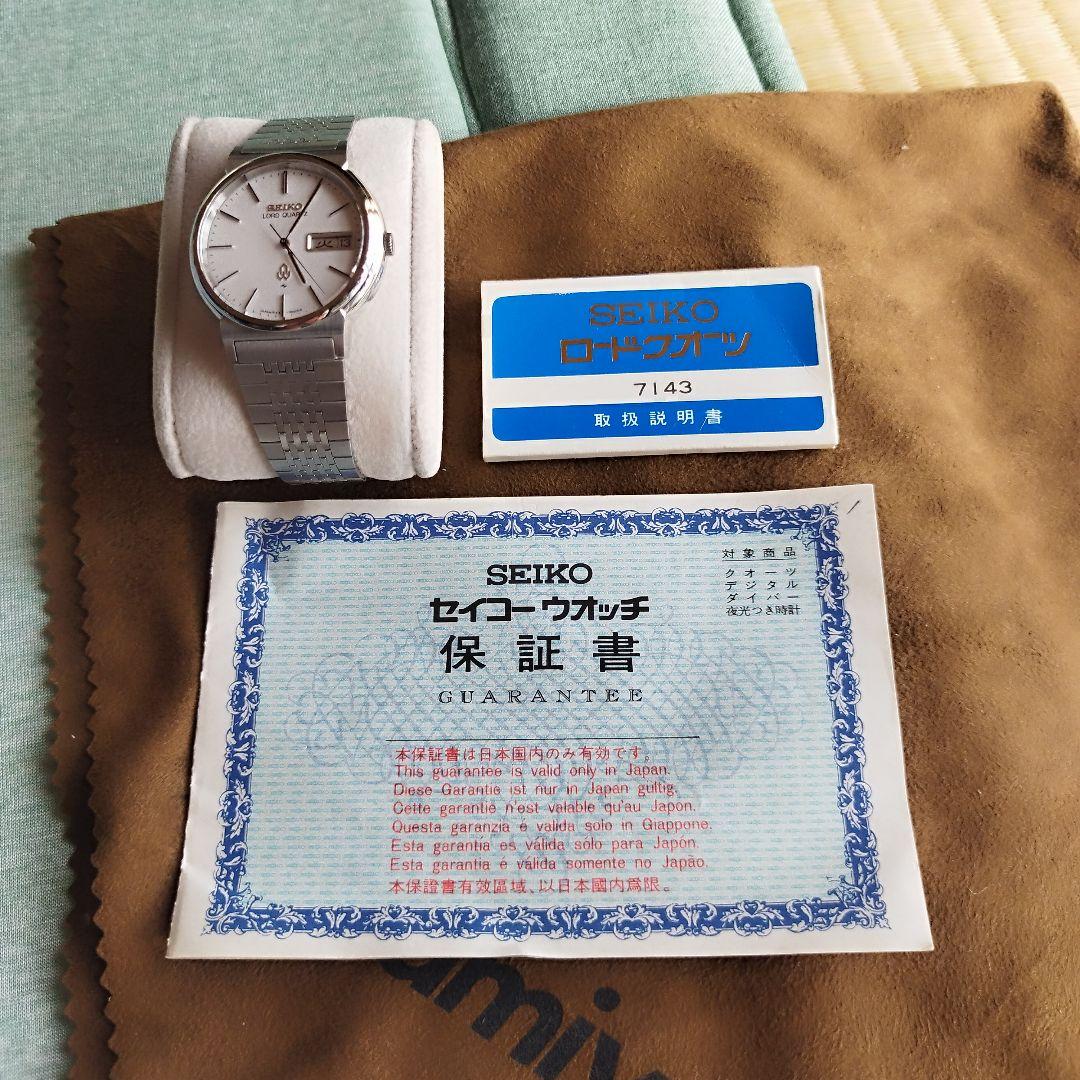 SEIKO
LORD QUARTZ
火 13
SEIKO
ロードクオーツ
7143
取扱説明書
SEIKO
セイコーウオッチ
保証書
GUARANTEE
対象商品
クオーツ
デジタル
ダイバー
夜光つき時計
本保証書は日本国内のみ有効です。
This guarantee is valid only in Japan.
Diese Garantie ist nur in Japan gultig.
Cette garantie n'est valable qu'au Japon.
Questa garanzia é valida solo in Giappone.
Esta garantia es válida sólo para Japón.
Esta garantia é válida somente no Japão.
本保證書有效區域、以日本國內爲限。